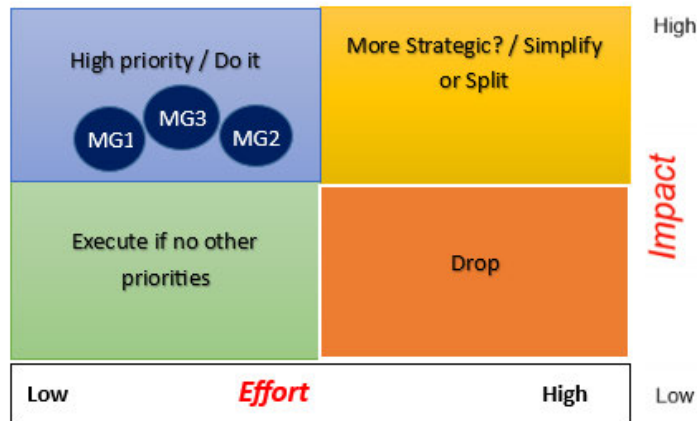 High
High priority / Do it
More Strategic? / Simplify
or Split
MG1
MG3
MG2
Impact
Execute if no other
priorities
Drop
Low
Effort
High
Low